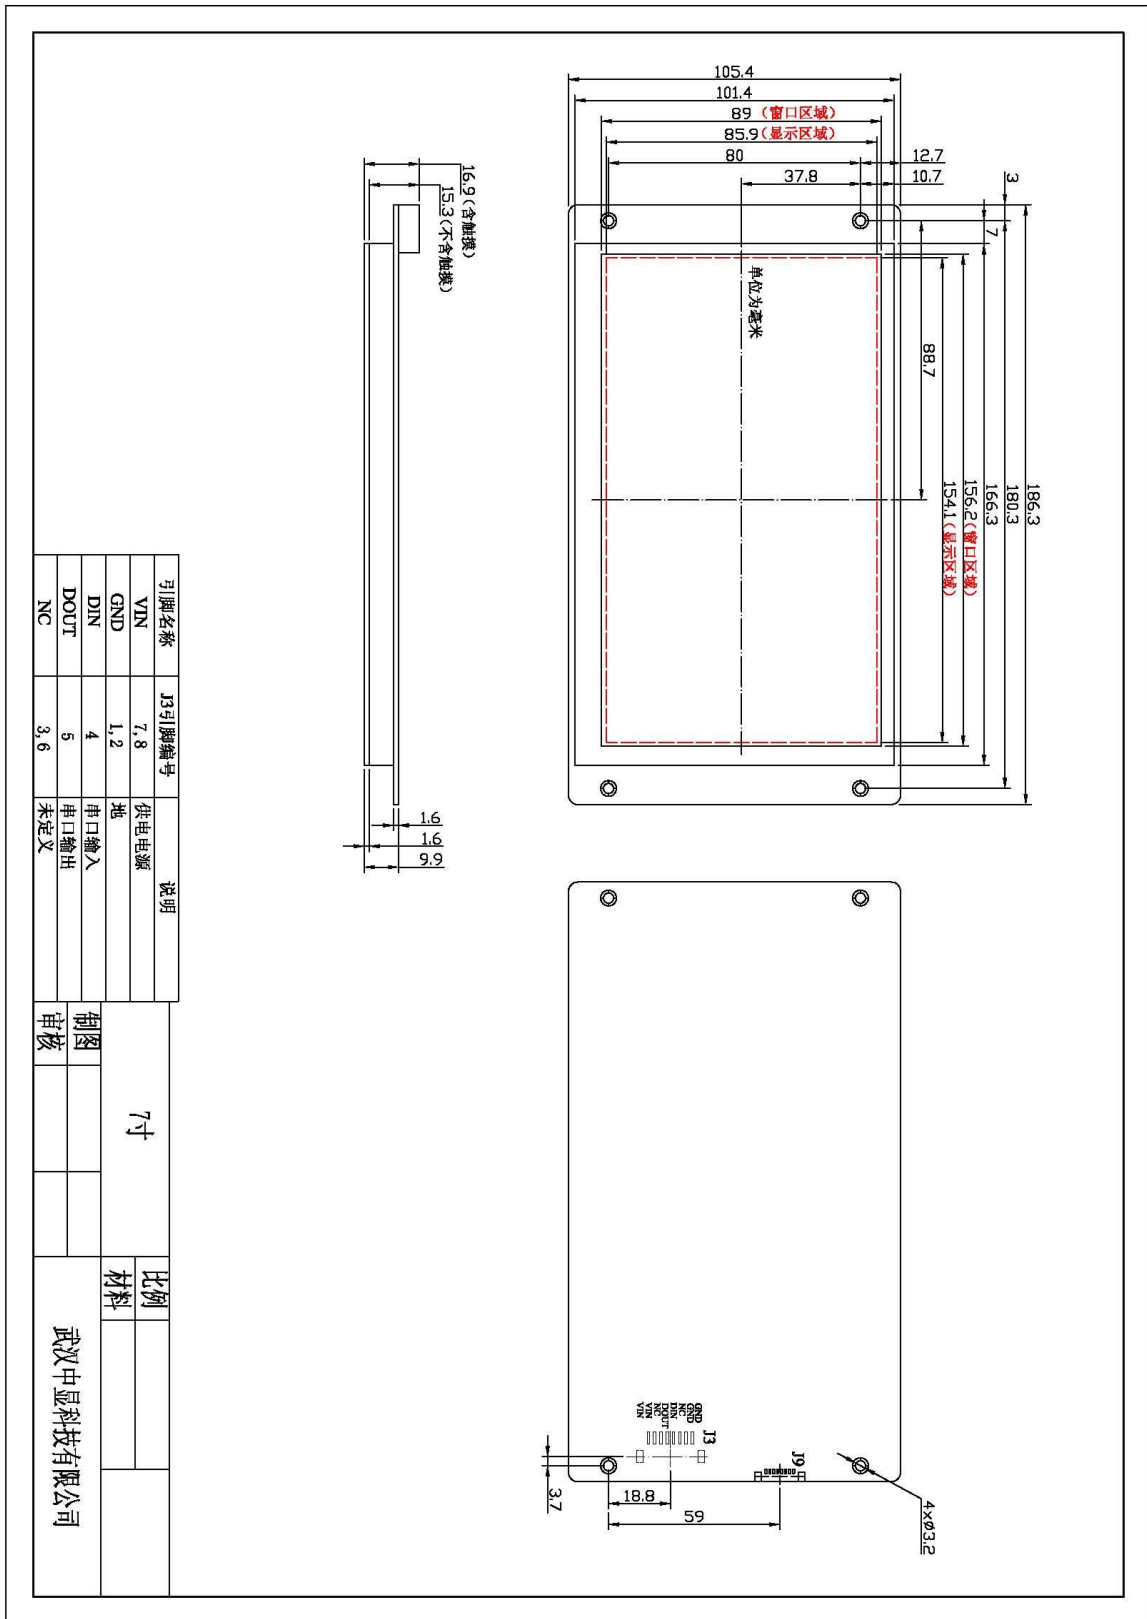 105.4
101.4
89（窗口区域）
85.9（显示区域）
80
12.7
37.8
10.7
3
7
16.9（含触摸）
15.3（不含触摸）
单位为毫米
88.7
154.1（显示区域）
156.2（窗口区域）
166.3
180.3
186.3
1.6
1.6
9.9
J3
GND
GND
NC
DIN
DOUT
NC
VIN
VIN
J9
3.7
18.8
59
4xø3.2
引脚名称 J3引脚编号 说明
VIN 7,8 供电电源
GND 1,2 地
DIN 4 串口输入
DOUT 5 串口输出
NC 3,6 未定义
7寸
制图
审核
比例
材料
武汉中显科技有限公司